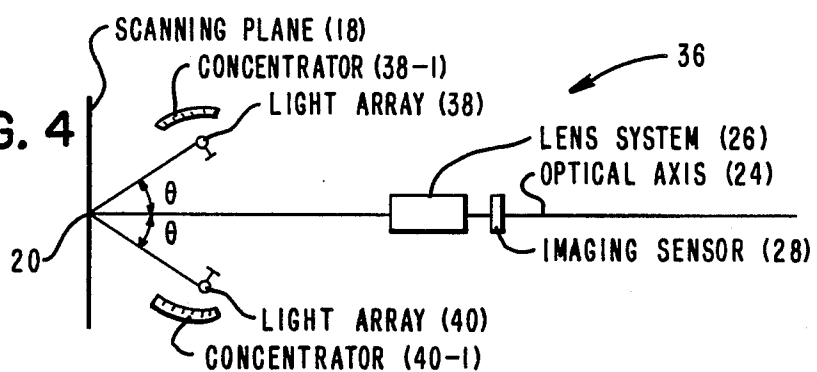 SCANNING PLANE (18)
CONCENTRATOR (38-1)
36
LIGHT ARRAY (38)
G. 4
LENS SYSTEM (26)
OPTICAL AXIS (24)
θ
θ
20
IMAGING SENSOR (28)
LIGHT ARRAY (40)
CONCENTRATOR (40-1)